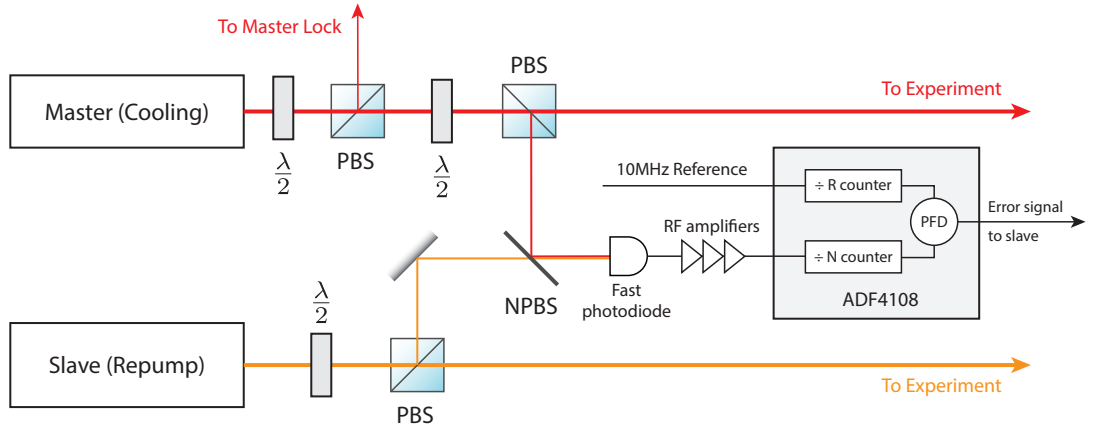 To Master Lock
PBS
Master (Cooling)
To Experiment
λ/2
PBS
λ/2
10MHz Reference
÷ R counter
PFD
Error signal
to slave
RF amplifiers
÷ N counter
ADF4108
Fast
photodiode
NPBS
λ/2
Slave (Repump)
PBS
To Experiment